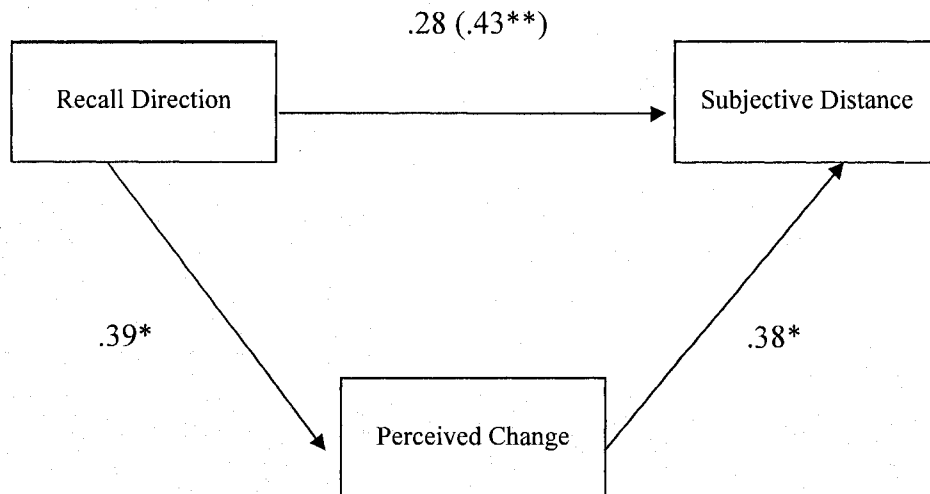 .28 (.43**)
Recall Direction
Subjective Distance
.39*
.38*
Perceived Change